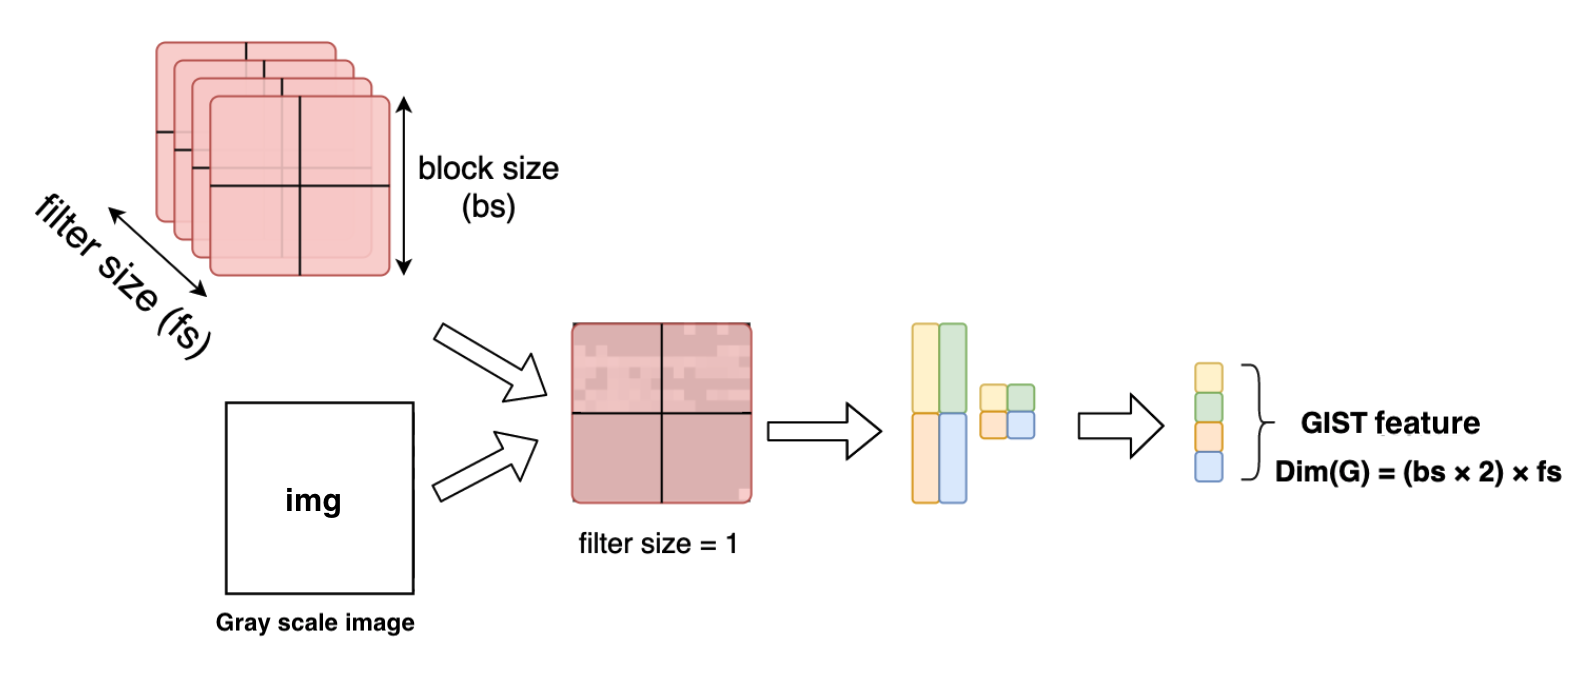 block size
(bs)
filter size (fs)
img
Gray scale image
filter size = 1
GIST feature
Dim(G) = (bs × 2) × fs